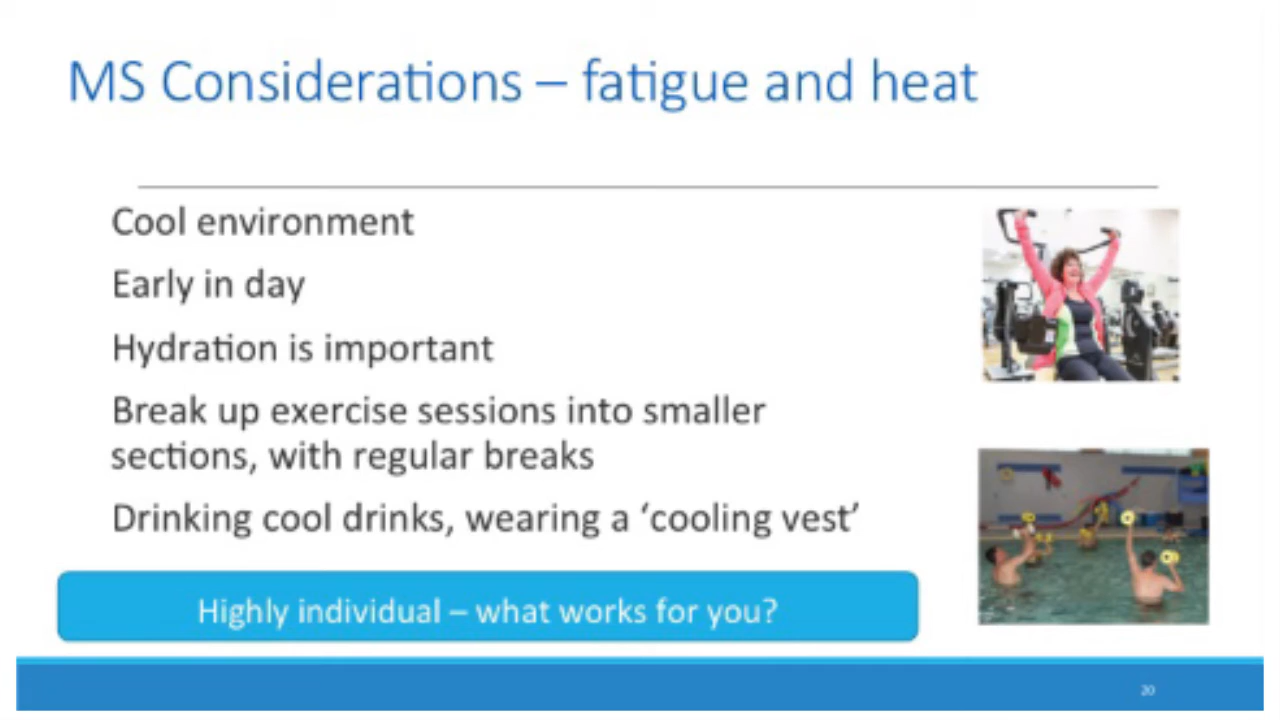 MS Considerations – fatigue and heat
Cool environment
Early in day
Hydration is important
Break up exercise sessions into smaller
sections, with regular breaks
Drinking cool drinks, wearing a ‘cooling vest’
Highly individual – what works for you?
20